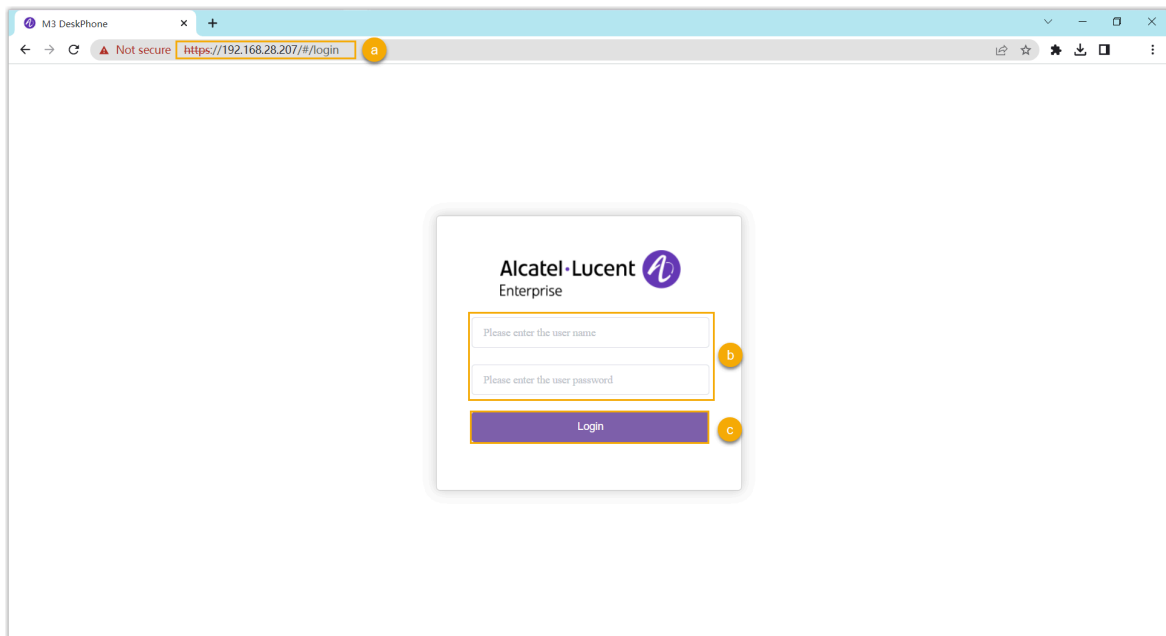 M3 DeskPhone
Not secure https://192.168.28.207/#/login a
Alcatel·Lucent
Enterprise
Please enter the user name
b
Please enter the user password
Login c